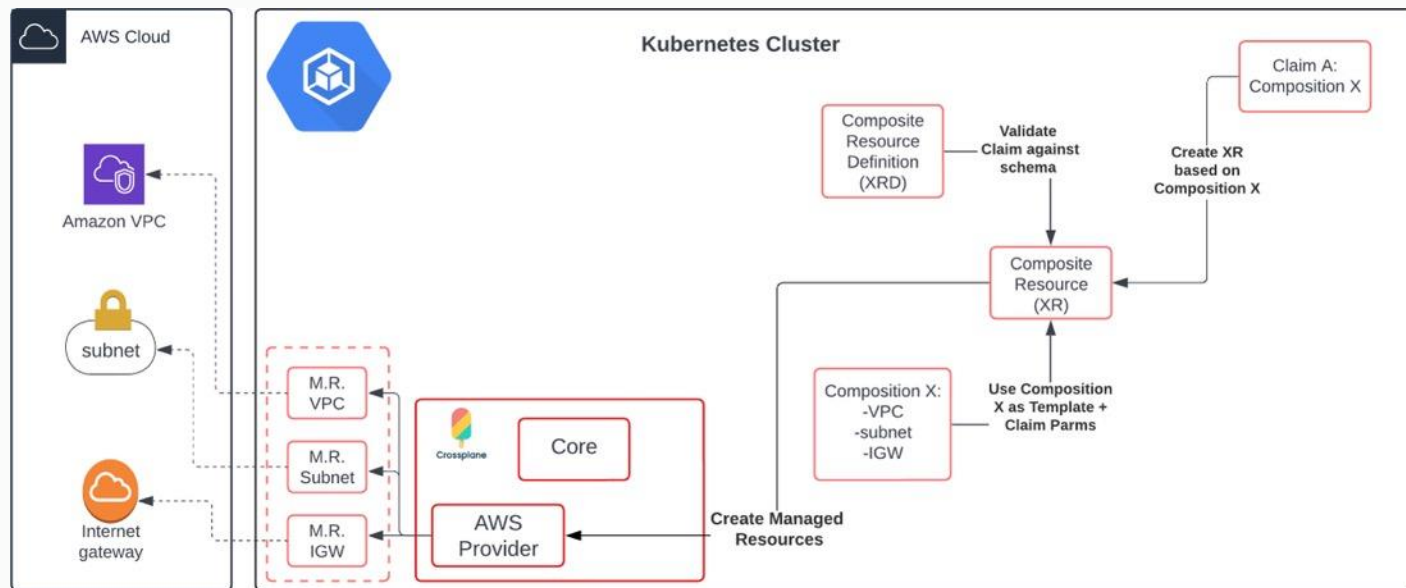 AWS Cloud
Amazon VPC
subnet
Internet
gateway
Kubernetes Cluster
Claim A:
Composition X
Composite
Resource
Definition
(XRD)
Validate
Claim against
schema
Create XR
based on
Composition X
Composite
Resource
(XR)
Composition X:
-VPC
-subnet
-IGW
Use Composition
X as Template +
Claim Parms
M.R.
VPC
M.R.
Subnet
M.R.
IGW
Crossplane
Core
AWS
Provider
Create Managed
Resources